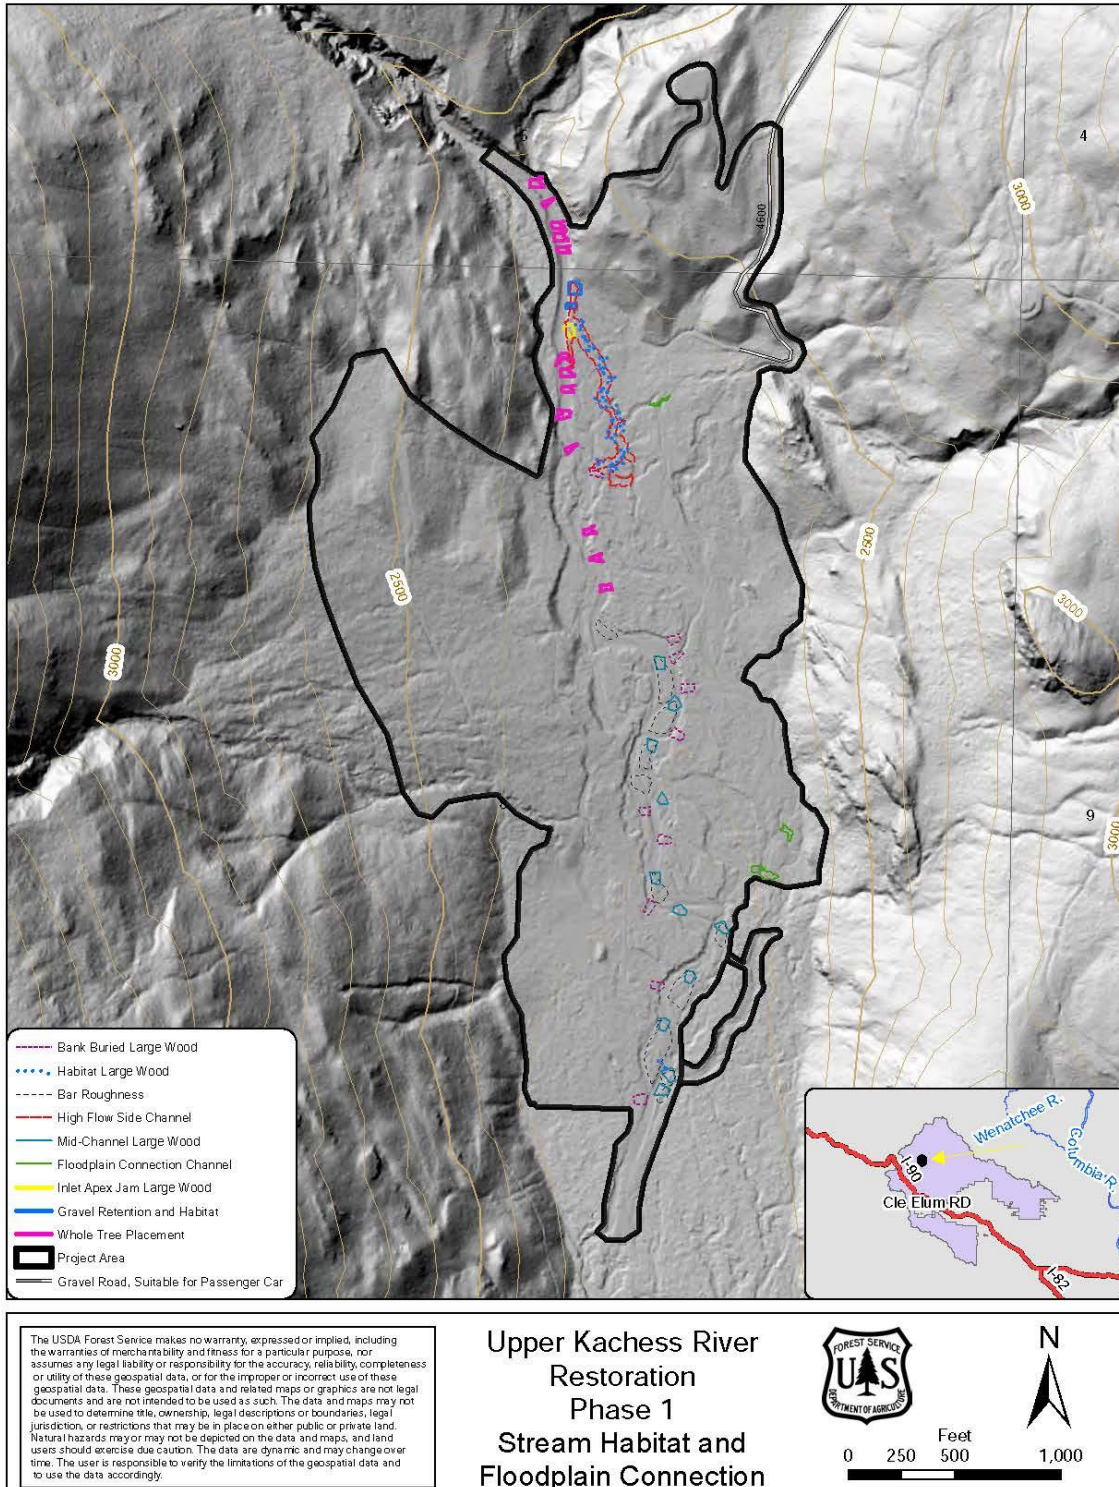 5
4
4600
3000
2500
2500
3000
3000
9
3000
Bank Buried Large Wood
Habitat Large Wood
Bar Roughness
High Flow Side Channel
Mid-Channel Large Wood
Floodplain Connection Channel
Inlet Apex Jam Large Wood
Gravel Retention and Habitat
Whole Tree Placement
Project Area
Gravel Road, Suitable for Passenger Car
Wenatchee R.
Columbia R.
I-90
Cle Elum RD
I-82
The USDA Forest Service makes no warranty, expressed or implied, including
the warranties of merchantability and fitness for a particular purpose, nor
assumes any legal liability or responsibility for the accuracy, reliability, completeness
or utility of these geospatial data, or for the improper or incorrect use of these
geospatial data. These geospatial data and related maps or graphics are not legal
documents and are not intended to be used as such. The data and maps may not
be used to determine title, ownership, legal descriptions or boundaries, legal
jurisdiction, or restrictions that may be in place on either public or private land.
Natural hazards may or may not be depicted on the data and maps, and land
users should exercise due caution. The data are dynamic and may change over
time. The user is responsible to verify the limitations of the geospatial data and
to use the data accordingly.
Upper Kachess River
Restoration
Phase 1
Stream Habitat and
Floodplain Connection
FOREST SERVICE
U S
DEPARTMENT OF AGRICULTURE
N
Feet
0 250 500 1,000